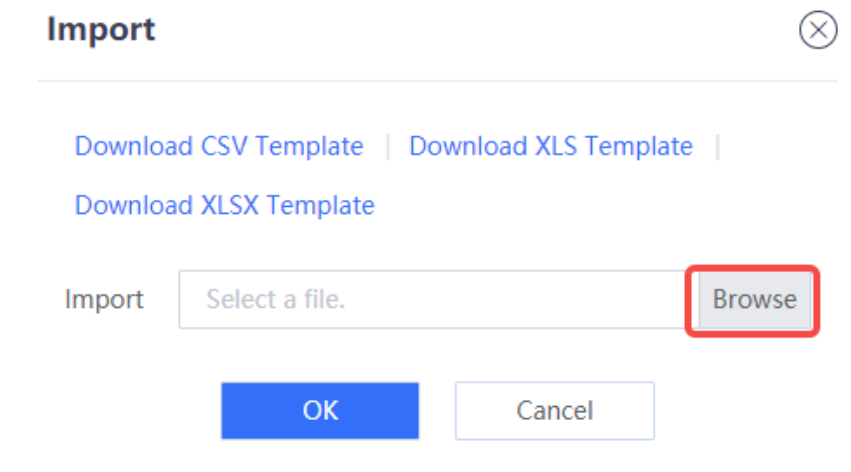 Import
Download CSV Template | Download XLS Template |
Download XLSX Template
Import Select a file. Browse
OK Cancel